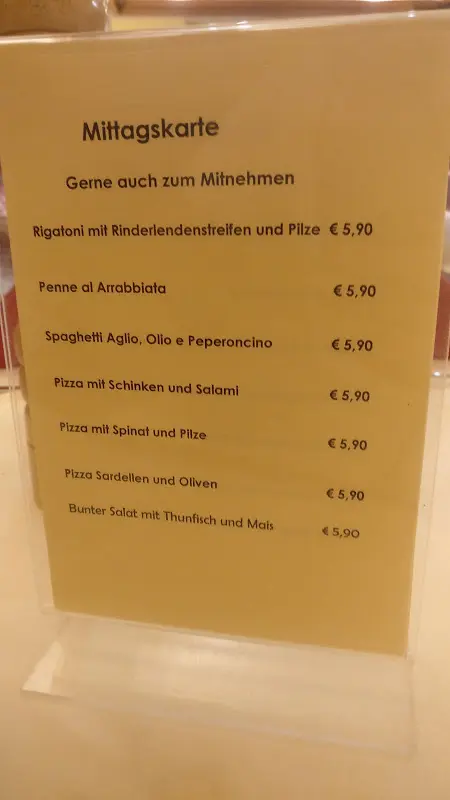 Mittagskarte
Gerne auch zum Mitnehmen
Rigatoni mit Rinderlendenstreifen und Pilze € 5,90
Penne al Arrabbiata € 5,90
Spaghetti Aglio, Olio e Peperoncino € 5,90
Pizza mit Schinken und Salami € 5,90
Pizza mit Spinat und Pilze € 5,90
Pizza Sardellen und Oliven € 5,90
Bunter Salat mit Thunfisch und Mais € 5,90